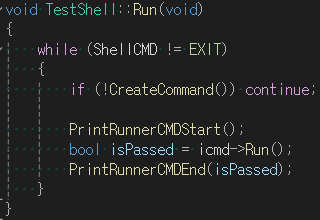 void TestShell::Run(void)
{
while (ShellCMD != EXIT)
{
if (!CreateCommand()) continue;
PrintRunnerCMDStart();
bool isPassed = icmd->Run();
PrintRunnerCMDEnd(isPassed);
}
}